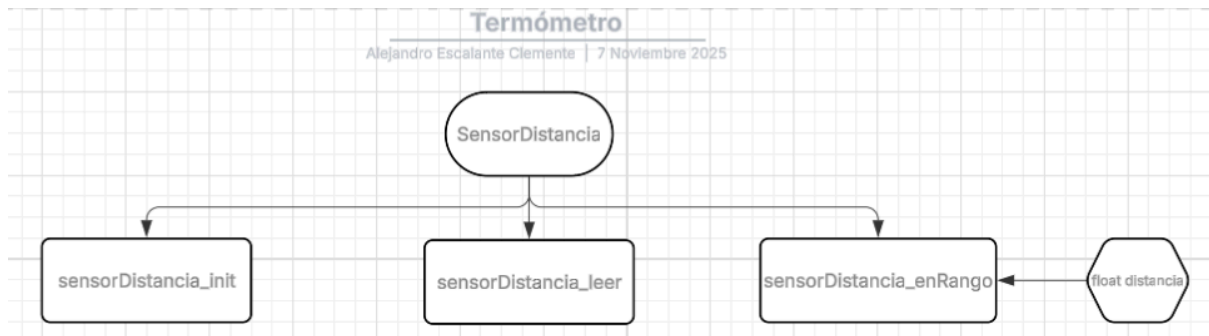 Termómetro
Alejandro Escalante Clemente | 7 Noviembre 2025
SensorDistancia
sensorDistancia_init
sensorDistancia_leer
sensorDistancia_enRango
float distancia